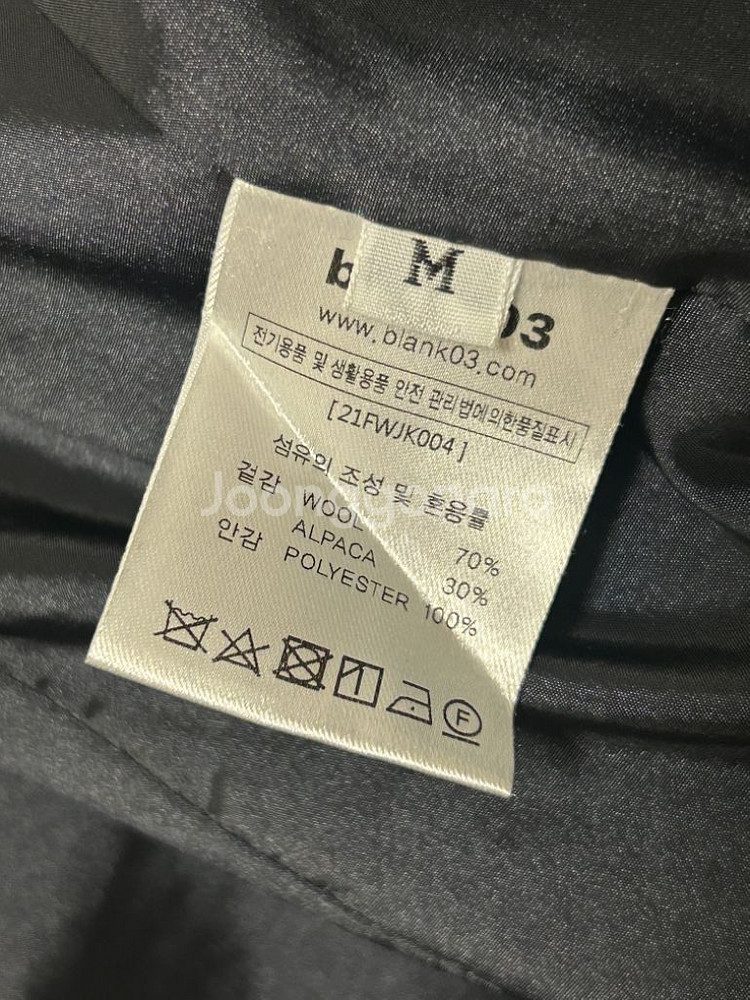 M
b 03
www.blank03.com
전기용품 및 생활용품 안전 관리법에의한품질표시
[21FWJK004]
섬유의 조성 및 혼용률
겉감 WOOL 70%
ALPACA 30%
안감 POLYESTER 100%
F
Joonggonara